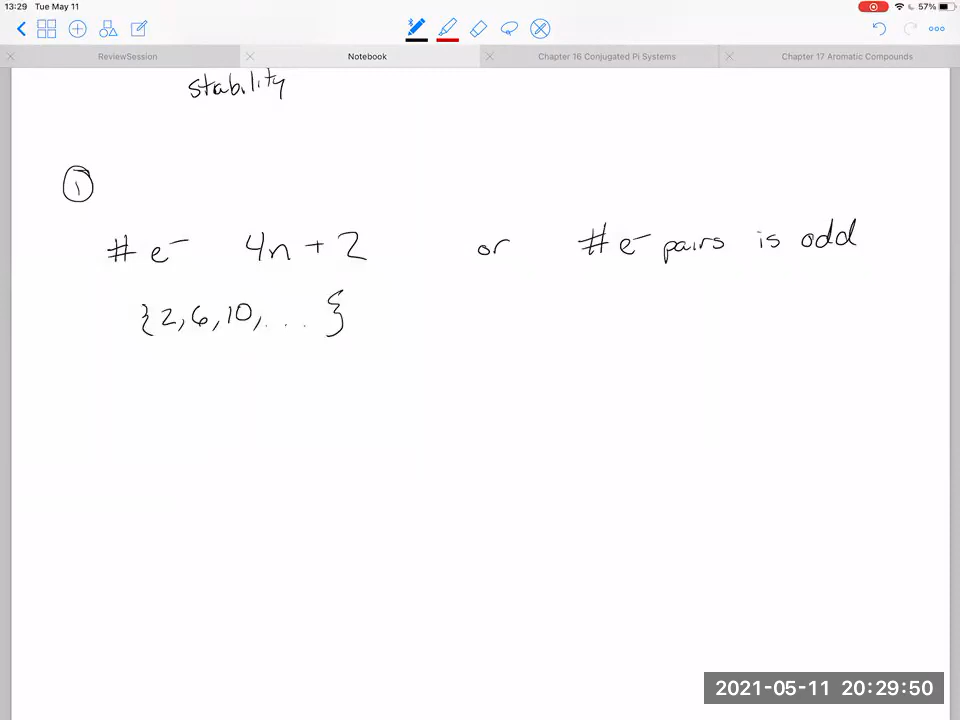 13:29 Tue May 11 57%
ReviewSession Notebook Chapter 16 Conjugated Pi Systems Chapter 17 Aromatic Compounds
stability
①
# e⁻ 4n + 2 or # e⁻ pairs is odd
{2, 6, 10, ... }
2021-05-11 20:29:50